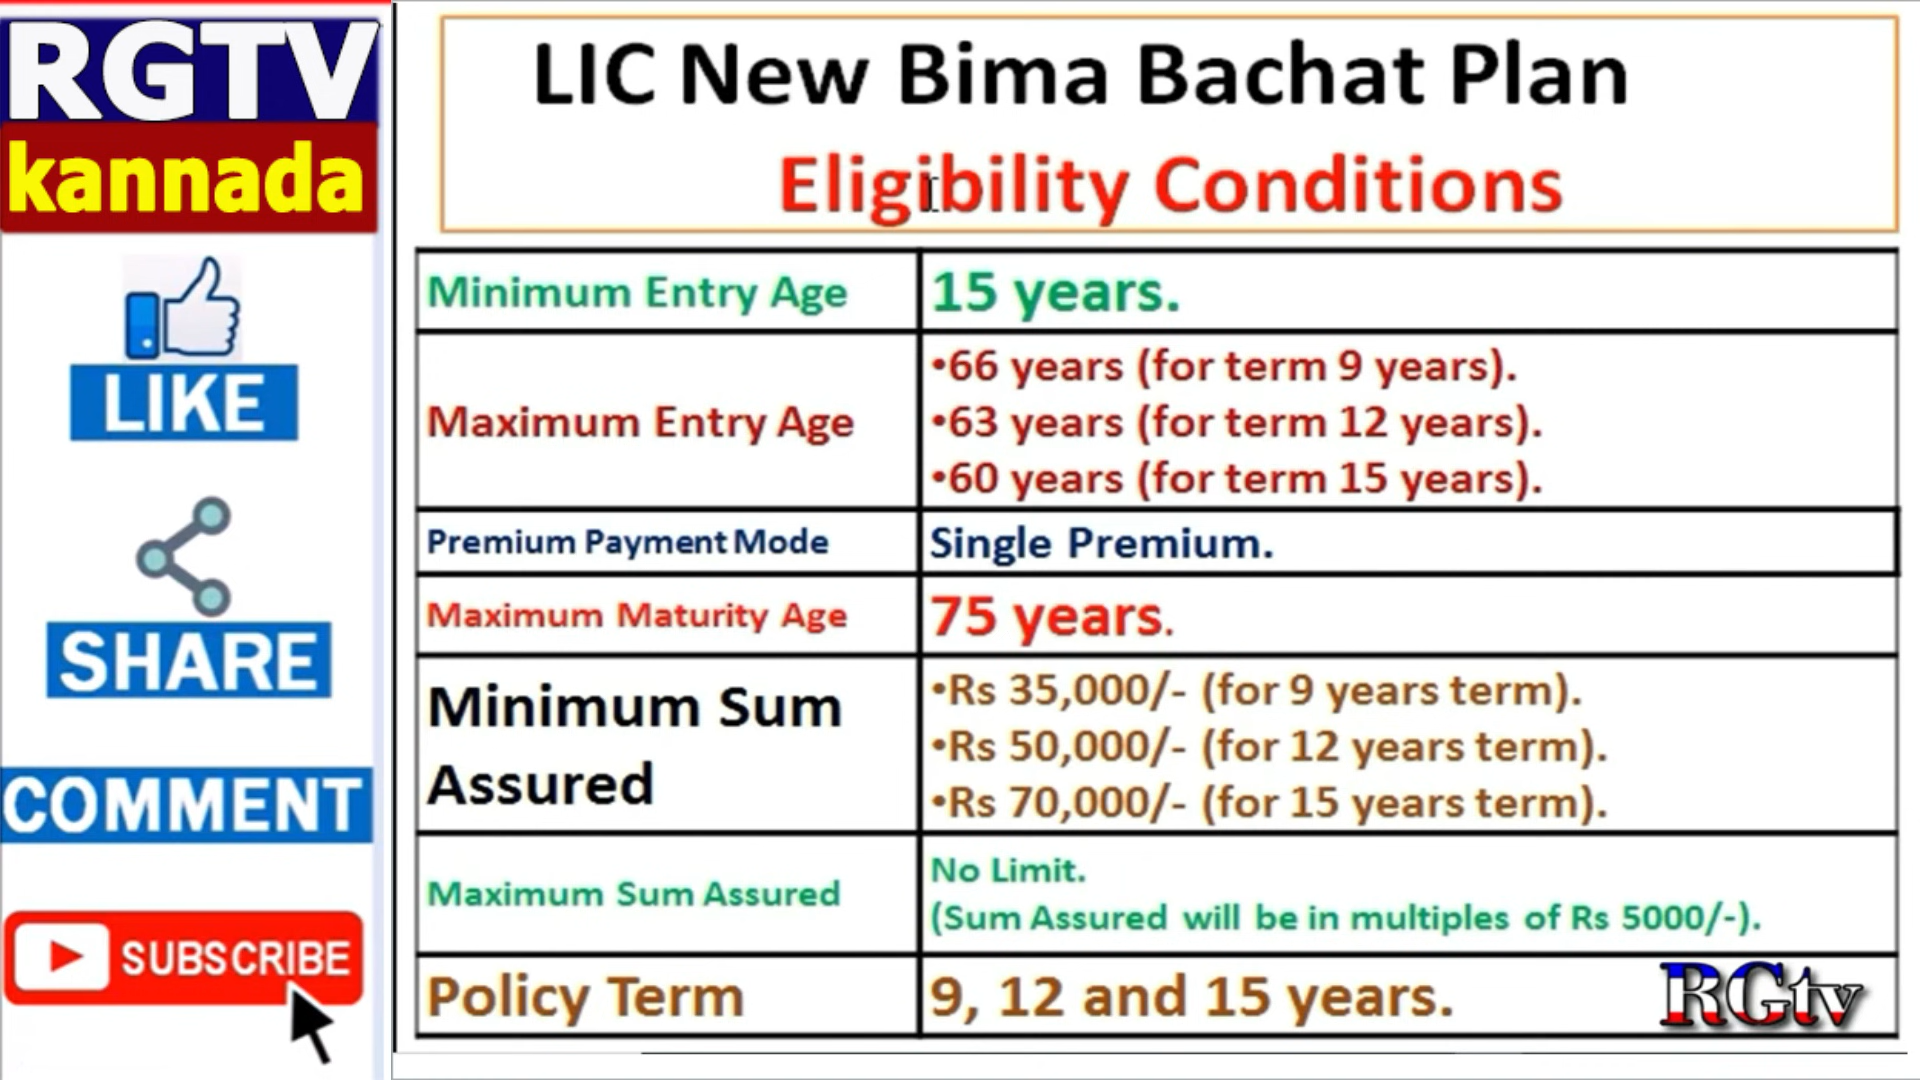 RGTV
kannada
LIKE
SHARE
COMMENT
SUBSCRIBE
LIC New Bima Bachat Plan
Eligibility Conditions
Minimum Entry Age
15 years.
Maximum Entry Age
•66 years (for term 9 years).
•63 years (for term 12 years).
•60 years (for term 15 years).
Premium Payment Mode
Single Premium.
Maximum Maturity Age
75 years.
Minimum Sum
Assured
•Rs 35,000/- (for 9 years term).
•Rs 50,000/- (for 12 years term).
•Rs 70,000/- (for 15 years term).
Maximum Sum Assured
No Limit.
(Sum Assured will be in multiples of Rs 5000/-).
Policy Term
9, 12 and 15 years.
RGtv